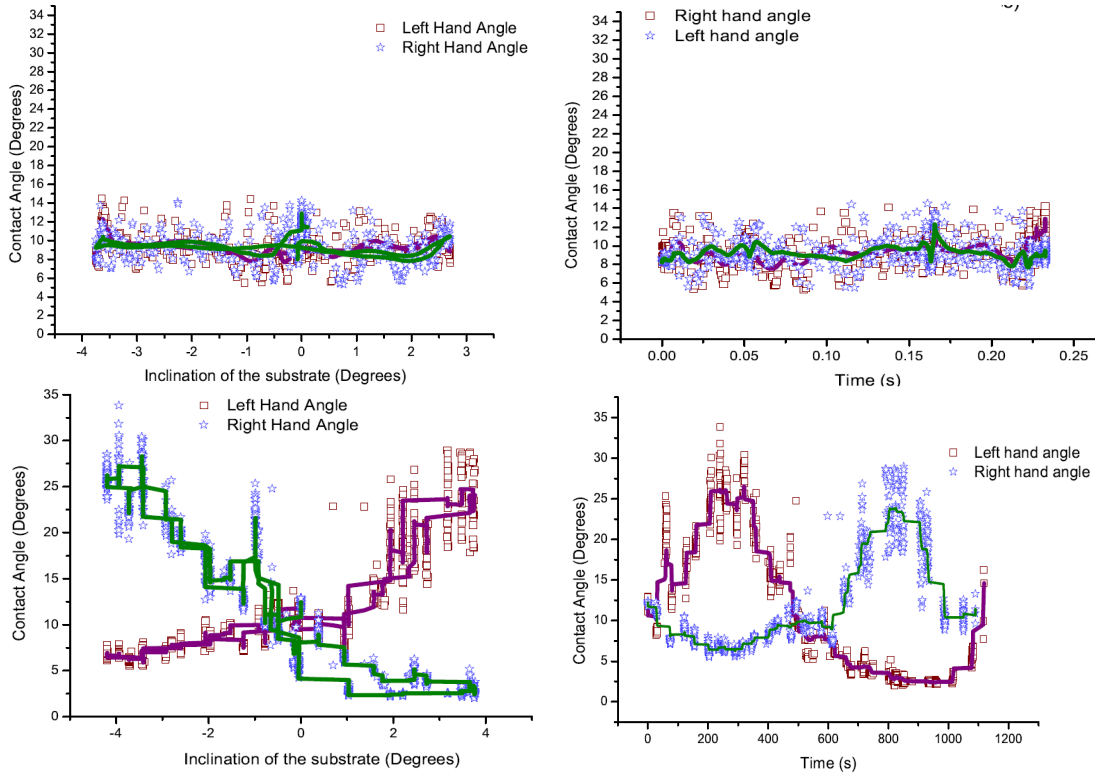 Left Hand Angle
Right Hand Angle
Contact Angle (Degrees)
34
32
30
28
26
24
22
20
18
16
14
12
10
8
6
4
2
0
-4 -3 -2 -1 0 1 2 3
Inclination of the substrate (Degrees)
Right hand angle
Left hand angle
Contact Angle (Degrees)
34
32
30
28
26
24
22
20
18
16
14
12
10
8
6
4
2
0
0.00 0.05 0.10 0.15 0.20 0.25
Time (s)
Left Hand Angle
Right Hand Angle
Contact Angle (Degrees)
35
30
25
20
15
10
5
0
-4 -2 0 2 4
Inclination of the substrate (Degrees)
Left hand angle
Right hand angle
Contact Angle (Degrees)
35
30
25
20
15
10
5
0
0 200 400 600 800 1000 1200
Time (s)